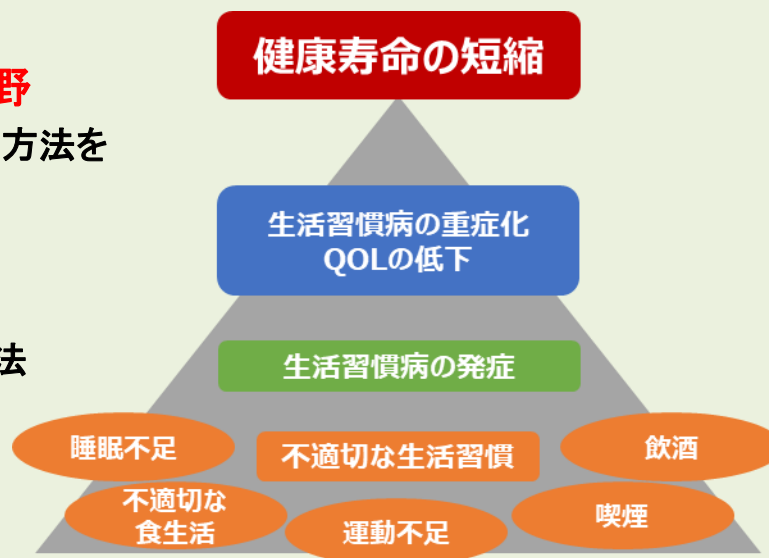 健康寿命の短縮
野
方法を
生活習慣病の重症化
QOLの低下
法
生活習慣病の発症
睡眠不足
不適切な生活習慣
飲酒
不適切な
食生活
運動不足
喫煙